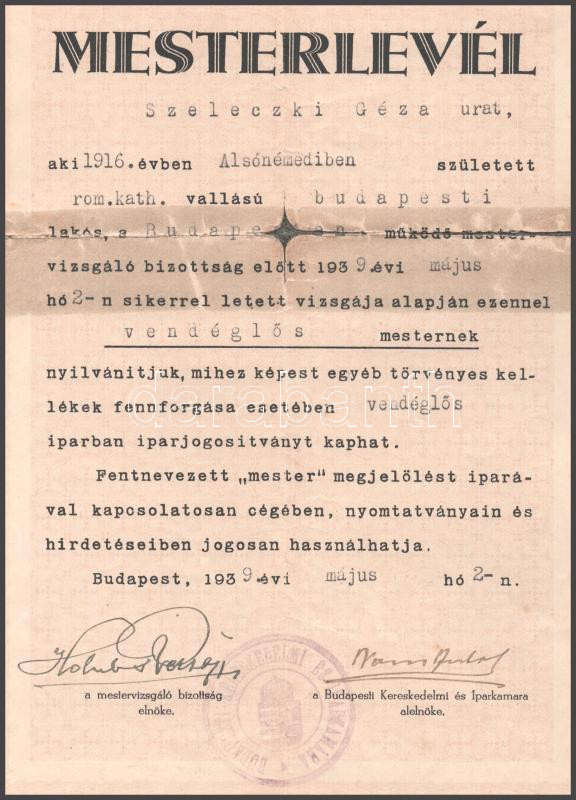 MESTERLEVÉL
Szeleczki Géza urat,
aki 1916.évben Alsónémediben született
rom.kath. vallású budapesti
lakós, a működő mester-
vizsgáló bizottság előtt 1939.évi május
hó 2-n sikerrel letett vizsgája alapján ezennel
vendéglős mesternek
nyilvánitjuk, mihez képest egyéb törvényes kel-
lékek fennforgása esetében vendéglős
iparban iparjogositványt kaphat.
Fentnevezett „mester" megjelölést ipará-
val kapcsolatosan cégében, nyomtatványain és
hirdetéseiben jogosan használhatja.
Budapest, 1939.évi május hó 2-n.
a mestervizsgáló bizottság
elnöke.
a Budapesti Kereskedelmi és Iparkamara
alelnöke.
darabanth